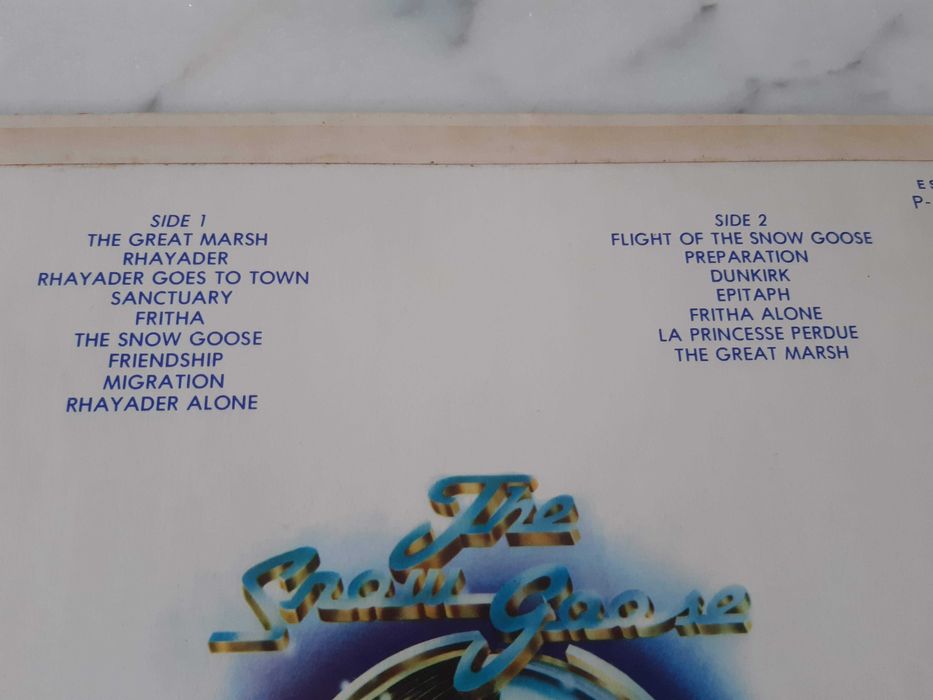 SIDE 1
THE GREAT MARSH
RHAYADER
RHAYADER GOES TO TOWN
SANCTUARY
FRITHA
THE SNOW GOOSE
FRIENDSHIP
MIGRATION
RHAYADER ALONE
SIDE 2
FLIGHT OF THE SNOW GOOSE
PREPARATION
DUNKIRK
EPITAPH
FRITHA ALONE
LA PRINCESSE PERDUE
THE GREAT MARSH
The
Snow Goose